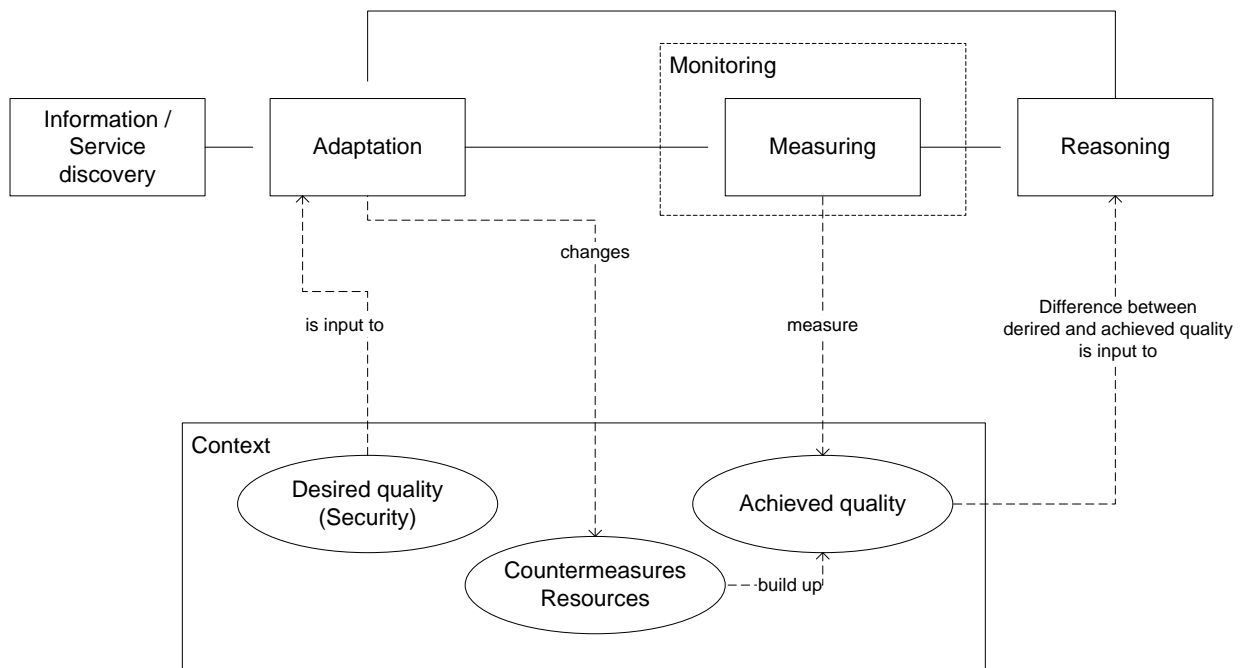 Monitoring
Information /
Service
discovery
Adaptation
Measuring
Reasoning
changes
is input to
measure
Difference between
derired and achieved quality
is input to
Context
Desired quality
(Security)
Achieved quality
Countermeasures
Resources
build up